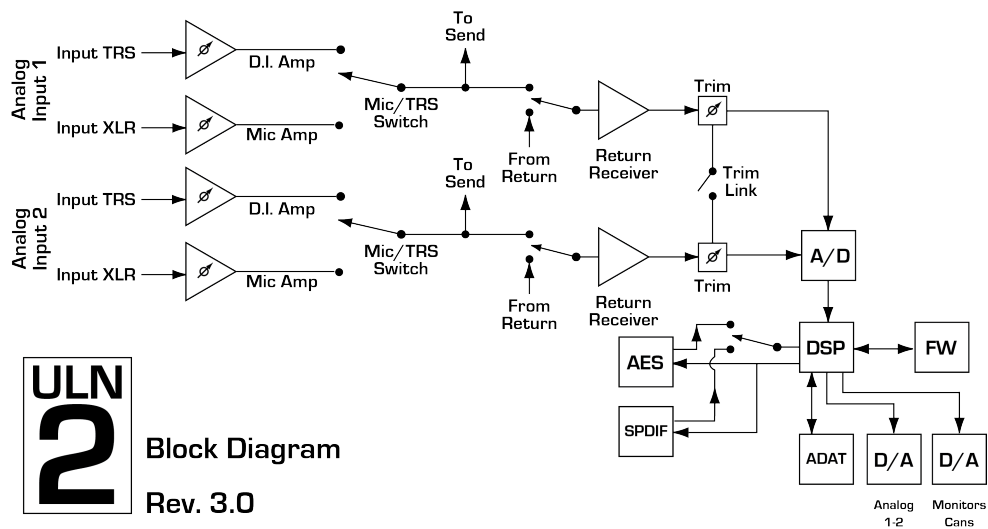 To
Send
Analog
Input 1
Input TRS
D.I. Amp
Mic/TRS
Switch
Input XLR
Mic Amp
From
Return
Return
Receiver
Trim
Trim
Link
To
Send
Analog
Input 2
Input TRS
D.I. Amp
Mic/TRS
Switch
Input XLR
Mic Amp
From
Return
Return
Receiver
Trim
A/D
AES
DSP
FW
SPDIF
ADAT
D/A
D/A
Analog
1-2
Monitors
Cans
ULN
2
Block Diagram
Rev. 3.0